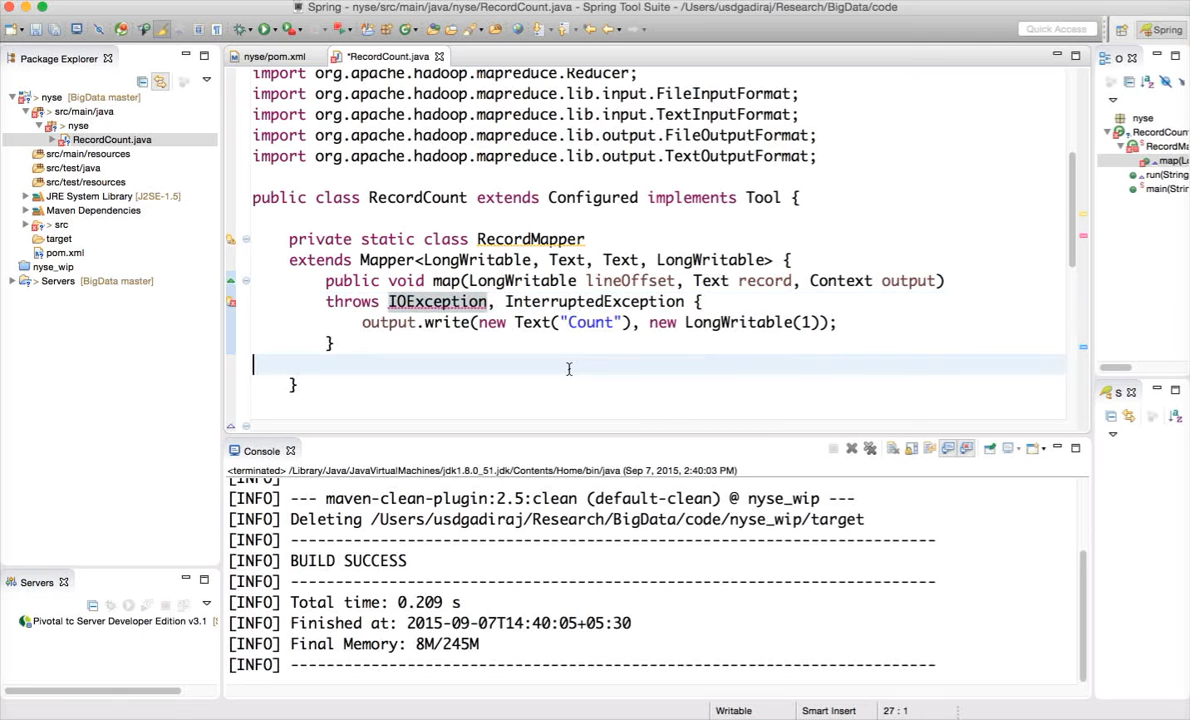 Spring - nyse/src/main/java/nyse/RecordCount.java - Spring Tool Suite - /Users/usdgadiraj/Research/BigData/code
Quick Access
Spring
Package Explorer
nyse/pom.xml
*RecordCount.java
O
> nyse [BigData master]
> src/main/java
> nyse
RecordCount.java
src/main/resources
src/test/java
src/test/resources
JRE System Library [J2SE-1.5]
Maven Dependencies
> src
target
pom.xml
nyse_wip
> Servers [BigData master]
import org.apache.hadoop.mapreduce.Reducer;
import org.apache.hadoop.mapreduce.lib.input.FileInputFormat;
import org.apache.hadoop.mapreduce.lib.input.TextInputFormat;
import org.apache.hadoop.mapreduce.lib.output.FileOutputFormat;
import org.apache.hadoop.mapreduce.lib.output.TextOutputFormat;
public class RecordCount extends Configured implements Tool {
private static class RecordMapper
extends Mapper<LongWritable, Text, Text, LongWritable> {
public void map(LongWritable lineOffset, Text record, Context output)
throws IOException, InterruptedException {
output.write(new Text("Count"), new LongWritable(1));
}
}
nyse
RecordCount
RecordMa
map(L
run(String
main(Stri
S
Console
<terminated> /Library/Java/JavaVirtualMachines/jdk1.8.0_51.jdk/Contents/Home/bin/java (Sep 7, 2015, 2:40:03 PM)
[INFO]
[INFO] --- maven-clean-plugin:2.5:clean (default-clean) @ nyse_wip ---
[INFO] Deleting /Users/usdgadiraj/Research/BigData/code/nyse_wip/target
[INFO] ------------------------------------------------------------------------
[INFO] BUILD SUCCESS
[INFO] ------------------------------------------------------------------------
[INFO] Total time: 0.209 s
[INFO] Finished at: 2015-09-07T14:40:05+05:30
[INFO] Final Memory: 8M/245M
[INFO] ------------------------------------------------------------------------
Servers
Pivotal tc Server Developer Edition v3.1
Writable
Smart Insert
27 : 1